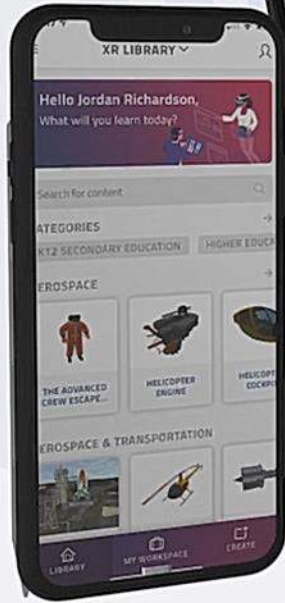 XR LIBRARY
Hello Jordan Richardson,
What will you learn today?
Search for content
ATEGORIES
K12 SECONDARY EDUCATION
HIGHER EDUCA
EROSPACE
THE ADVANCED
CREW ESCAPE...
HELICOPTER
ENGINE
HELICOPT
COCKPI
EROSPACE & TRANSPORTATION
LIBRARY
MY WORKSPACE
CREATE